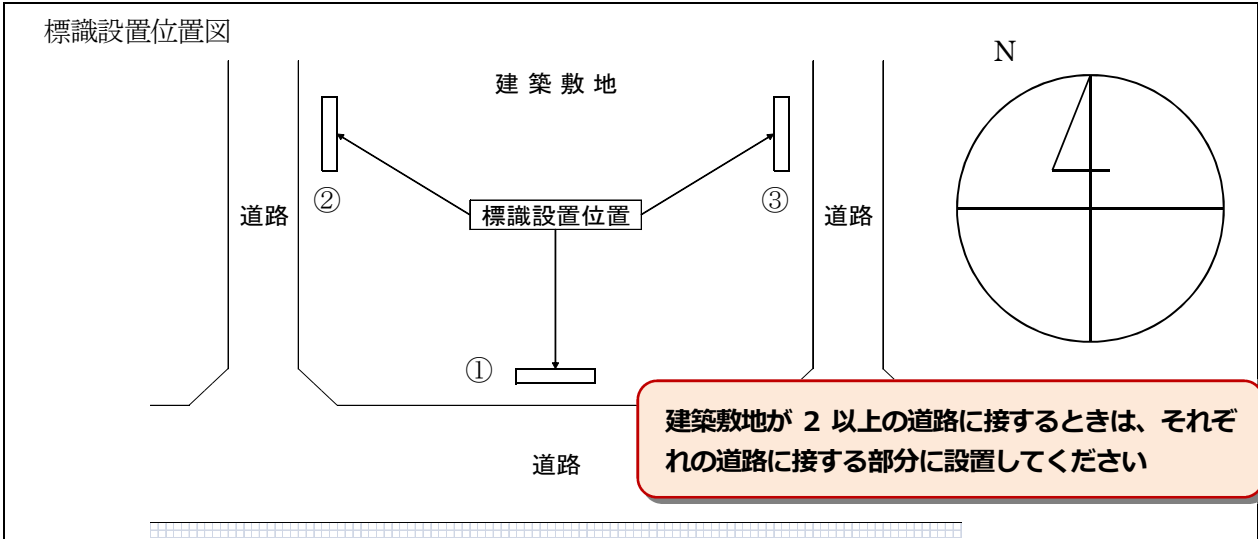 標識設置位置図
N
建築敷地
②
③
道路
標識設置位置
道路
①
建築敷地が 2 以上の道路に接するときは、それぞ
れの道路に接する部分に設置してください
道路